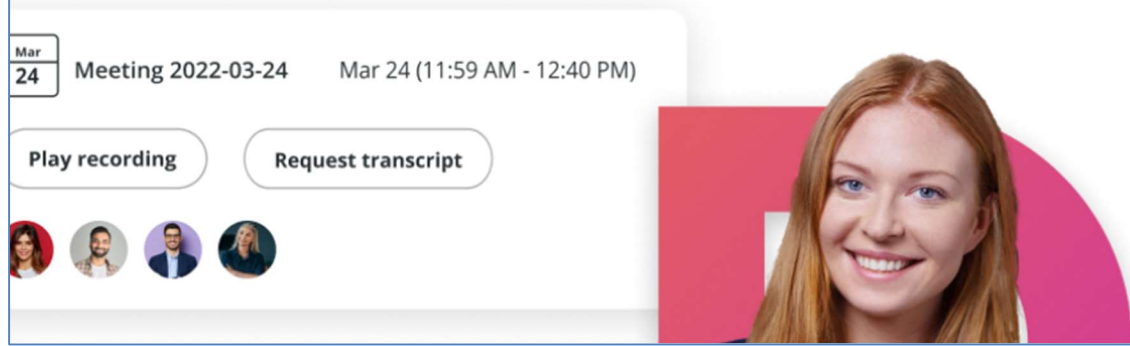 Mar
24
Meeting 2022-03-24 Mar 24 (11:59 AM - 12:40 PM)
Play recording Request transcript